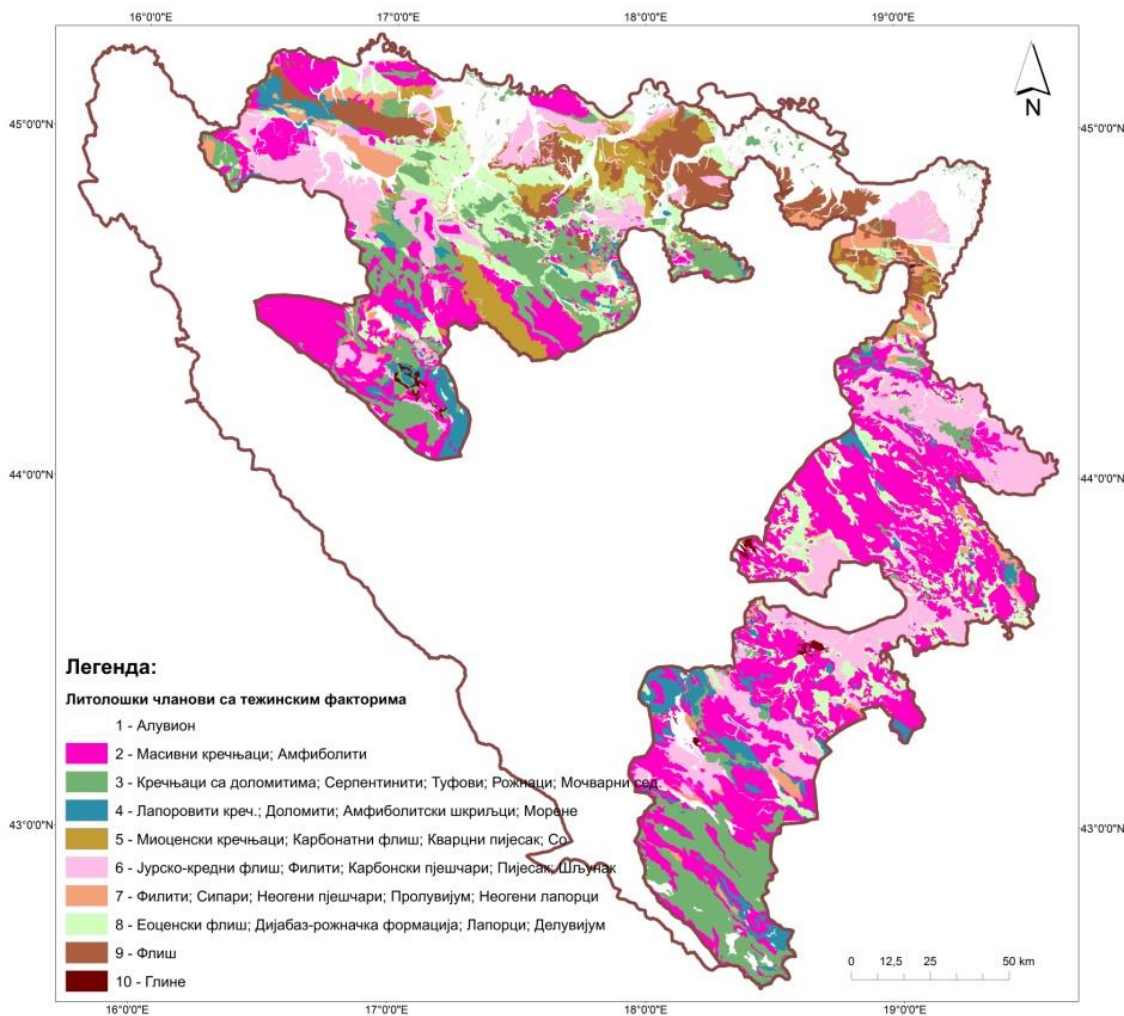 16°0'0"E 17°0'0"E 18°0'0"E 19°0'0"E
N
45°0'0"N 45°0'0"N
44°0'0"N 44°0'0"N
43°0'0"N 43°0'0"N
Легенда:
Литолошки чланови са тежинским факторима
1 - Алувион
2 - Масивни кречњаци; Амфиболити
3 - Кречњаци са доломитима; Серпентинити; Туфови; Рожнаци; Мочварни сед.
4 - Лапоровити креч.; Доломити; Амфиболитски шкриљци; Морене
5 - Миоценски кречњаци; Карбонатни флиш; Кварцни пијесак; Со
6 - Јурско-кредни флиш; Филити; Карбонски пјешчари; Пијесак; Шљунак
7 - Филити; Сипари; Неогени пјешчари; Пролувијум; Неогени лапорци
8 - Еоценски флиш; Дијабаз-рожначка формација; Лапорци; Делувијум
9 - Флиш
10 - Глине
0 12,5 25 50 km
16°0'0"E 17°0'0"E 18°0'0"E 19°0'0"E